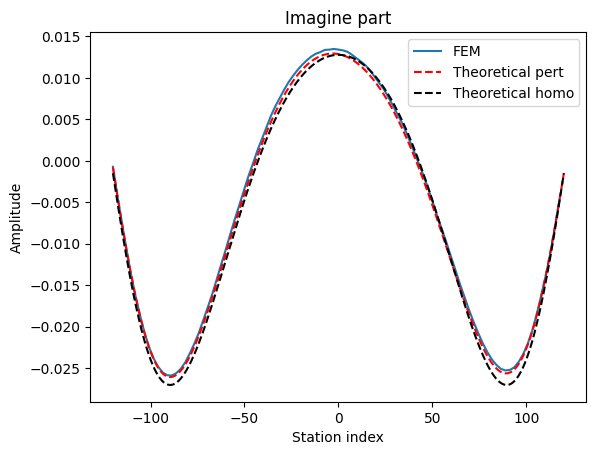 Imagine part
FEM
Theoretical pert
Theoretical homo
Amplitude
0.015
0.010
0.005
0.000
−0.005
−0.010
−0.015
−0.020
−0.025
−100
−50
0
50
100
Station index